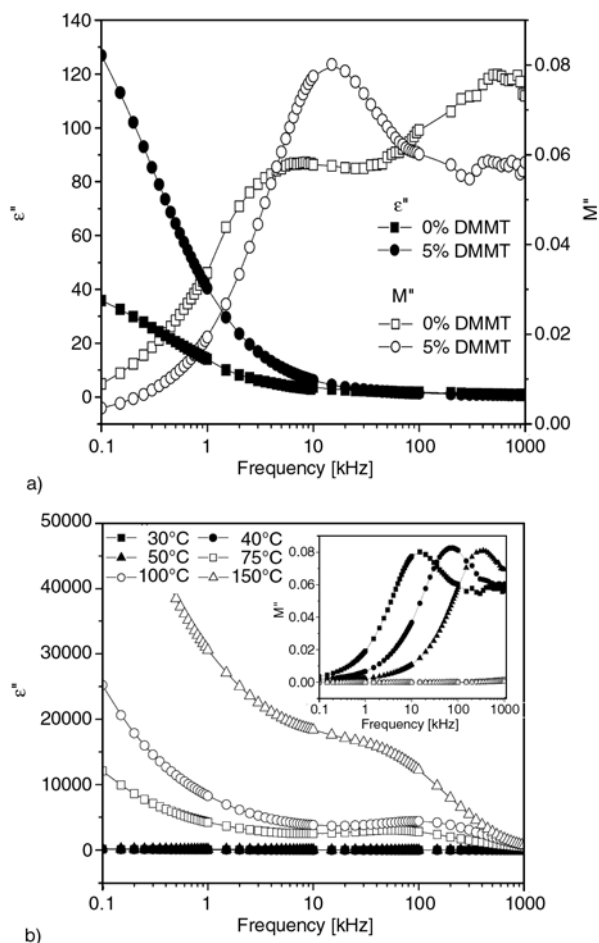 140
120
100
80
60
40
20
0
ε"
0.08
0.06
0.04
0.02
0.00
M"
ε"
0% DMMT
5% DMMT
M"
0% DMMT
5% DMMT
0.1 1 10 100 1000
Frequency [kHz]
a)
50000
40000
30000
20000
10000
0
ε"
30°C 40°C
50°C 75°C
100°C 150°C
0.08
0.06
0.04
0.02
0.00
M"
0.1 1 10 100 1000
Frequency [kHz]
0.1 1 10 100 1000
Frequency [kHz]
b)